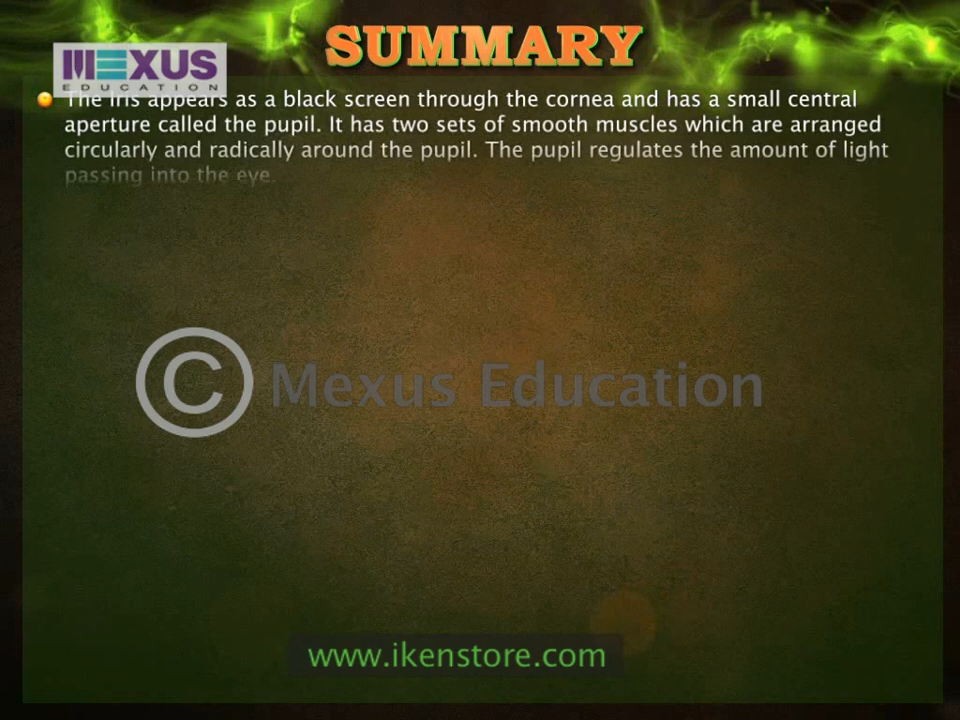 SUMMARY
MEXUS
EDUCATION
The Iris appears as a black screen through the cornea and has a small central
aperture called the pupil. It has two sets of smooth muscles which are arranged
circularly and radically around the pupil. The pupil regulates the amount of light
passing into the eye.
© Mexus Education
www.ikenstore.com